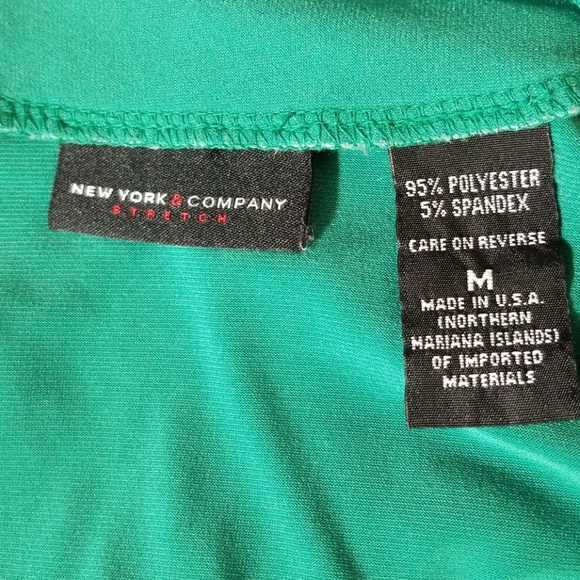 NEW YORK & COMPANY
STRETCH
95% POLYESTER
5% SPANDEX
CARE ON REVERSE
M
MADE IN U.S.A.
(NORTHERN
MARIANA ISLANDS)
OF IMPORTED
MATERIALS